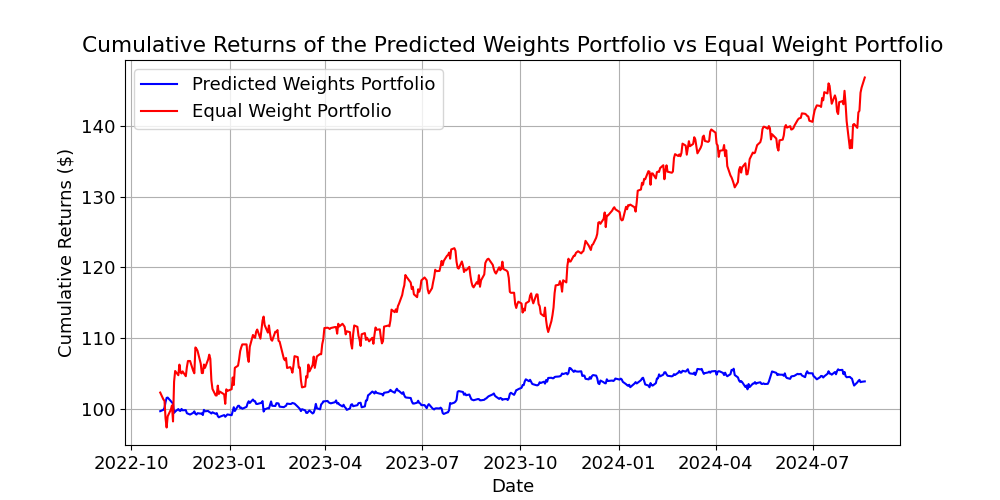 Cumulative Returns of the Predicted Weights Portfolio vs Equal Weight Portfolio
Predicted Weights Portfolio
Equal Weight Portfolio
Cumulative Returns ($)
140
130
120
110
100
2022-10 2023-01 2023-04 2023-07 2023-10 2024-01 2024-04 2024-07
Date